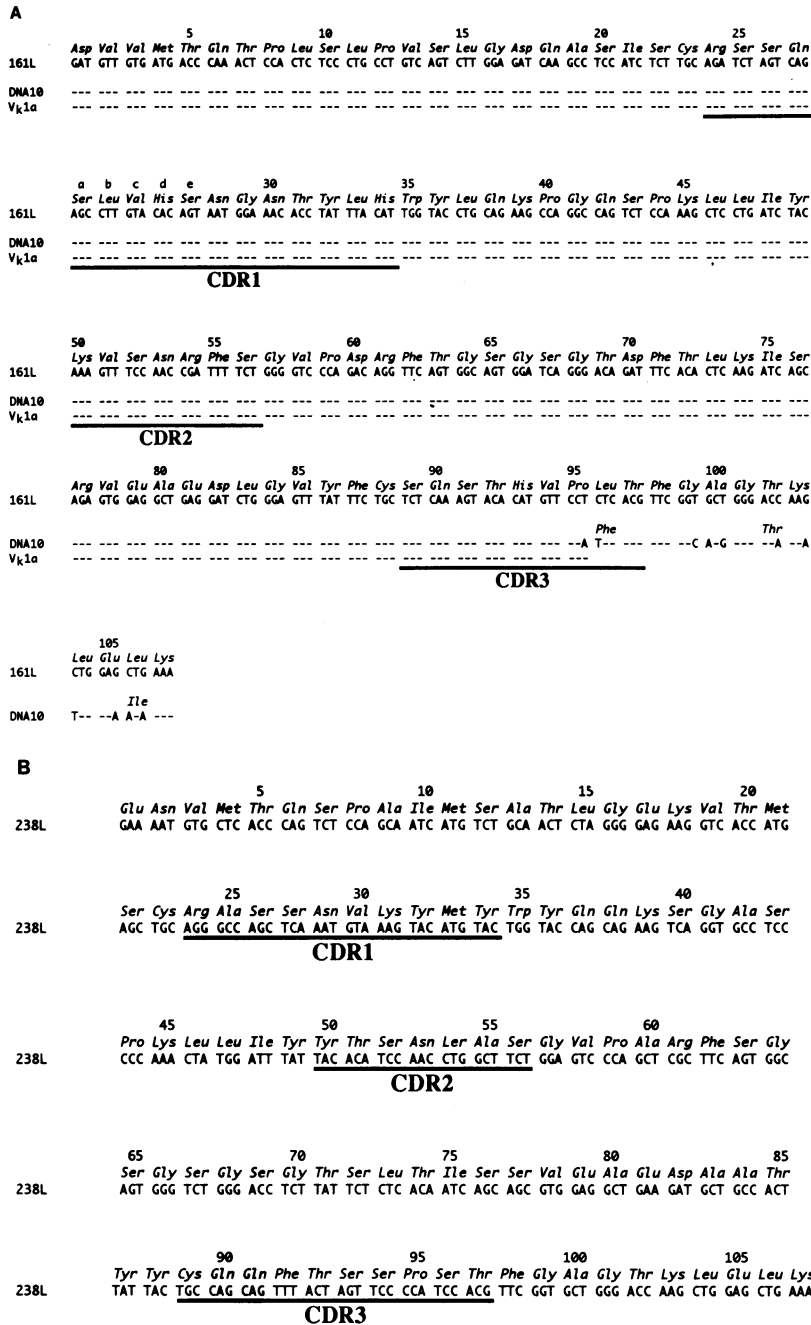 A
5 10 15 20 25
Asp Val Val Met Thr Gln Thr Pro Leu Ser Leu Pro Val Ser Leu Gly Asp Gln Ala Ser Ile Ser Cys Arg Ser Ser Gln
161L GAT GTT GTG ATG ACC CAA ACT CCA CTC TCC CTG CCT GTC AGT CTT GGA GAT CAA GCC TCC ATC TCT TGC AGA TCT AGT CAG
DNA10 --- --- --- --- --- --- --- --- --- --- --- --- --- --- --- --- --- --- --- --- --- --- --- --- --- --- ---
Vk1a --- --- --- --- --- --- --- --- --- --- --- --- --- --- --- --- --- --- --- --- --- --- --- --- --- --- ---
a b c d e 30 35 40 45
Ser Leu Val His Ser Asn Gly Asn Thr Tyr Leu His Trp Tyr Leu Gln Lys Pro Gly Gln Ser Pro Lys Leu Leu Ile Tyr
161L AGC CTT GTA CAC AGT AAT GGA AAC ACC TAT TTA CAT TGG TAC CTG CAG AAG CCA GGC CAG TCT CCA AAG CTC CTG ATC TAC
DNA10 --- --- --- --- --- --- --- --- --- --- --- --- --- --- --- --- --- --- --- --- --- --- --- --- --- --- ---
Vk1a --- --- --- --- --- --- --- --- --- --- --- --- --- --- --- --- --- --- --- --- --- --- --- --- --- --- ---
CDR1
50 55 60 65 70 75
Lys Val Ser Asn Arg Phe Ser Gly Val Pro Asp Arg Phe Thr Gly Ser Gly Ser Gly Thr Asp Phe Thr Leu Lys Ile Ser
161L AAA GTT TCC AAC CGA TTT TCT GGG GTC CCA GAC AGG TTC AGT GGC AGT GGA TCA GGG ACA GAT TTC ACA CTC AAG ATC AGC
DNA10 --- --- --- --- --- --- --- --- --- --- --- --- --- --- --- --- --- --- --- --- --- --- --- --- --- --- ---
Vk1a --- --- --- --- --- --- --- --- --- --- --- --- --- --- --- --- --- --- --- --- --- --- --- --- --- --- ---
CDR2
80 85 90 95 100
Arg Val Glu Ala Glu Asp Leu Gly Val Tyr Phe Cys Ser Gln Ser Thr His Val Pro Leu Thr Phe Gly Ala Gly Thr Lys
161L AGA GTG GAG GCT GAG GAT CTG GGA GTT TAT TTC TGC TCT CAA AGT ACA CAT GTT CCT CTC ACG TTC GGT GCT GGG ACC AAG
Phe Thr
DNA10 --- --- --- --- --- --- --- --- --- --- --- --- --- --- --- --- --- --- --A T-- --- --- --C A-G --- --A --A
Vk1a --- --- --- --- --- --- --- --- --- --- --- --- --- --- --- --- --- --- ---
CDR3
105
Leu Glu Leu Lys
161L CTG GAG CTG AAA
Ile
DNA10 T-- --A A-A ---
B
5 10 15 20
Glu Asn Val Met Thr Gln Ser Pro Ala Ile Met Ser Ala Thr Leu Gly Glu Lys Val Thr Met
238L GAA AAT GTG CTC ACC CAG TCT CCA GCA ATC ATG TCT GCA ACT CTA GGG GAG AAG GTC ACC ATG
25 30 35 40
Ser Cys Arg Ala Ser Ser Asn Val Lys Tyr Met Tyr Trp Tyr Gln Gln Lys Ser Gly Ala Ser
238L AGC TGC AGG GCC AGC TCA AAT GTA AAG TAC ATG TAC TGG TAC CAG CAG AAG TCA GGT GCC TCC
CDR1
45 50 55 60
Pro Lys Leu Leu Ile Tyr Tyr Thr Ser Asn Ler Ala Ser Gly Val Pro Ala Arg Phe Ser Gly
238L CCC AAA CTA TGG ATT TAT TAC ACA TCC AAC CTG GCT TCT GGA GTC CCA GCT CGC TTC AGT GGC
CDR2
65 70 75 80 85
Ser Gly Ser Gly Ser Gly Thr Ser Leu Thr Ile Ser Ser Val Glu Ala Glu Asp Ala Ala Thr
238L AGT GGG TCT GGG ACC TCT TAT TCT CTC ACA ATC AGC AGC GTG GAG GCT GAA GAT GCT GCC ACT
90 95 100 105
Tyr Tyr Cys Gln Gln Phe Thr Ser Ser Pro Ser Thr Phe Gly Ala Gly Thr Lys Leu Glu Leu Lys
238L TAT TAC TGC CAG CAG TTT ACT AGT TCC CCA TCC ACG TTC GGT GCT GGG ACC AAG CTG GAG CTG AAA
CDR3